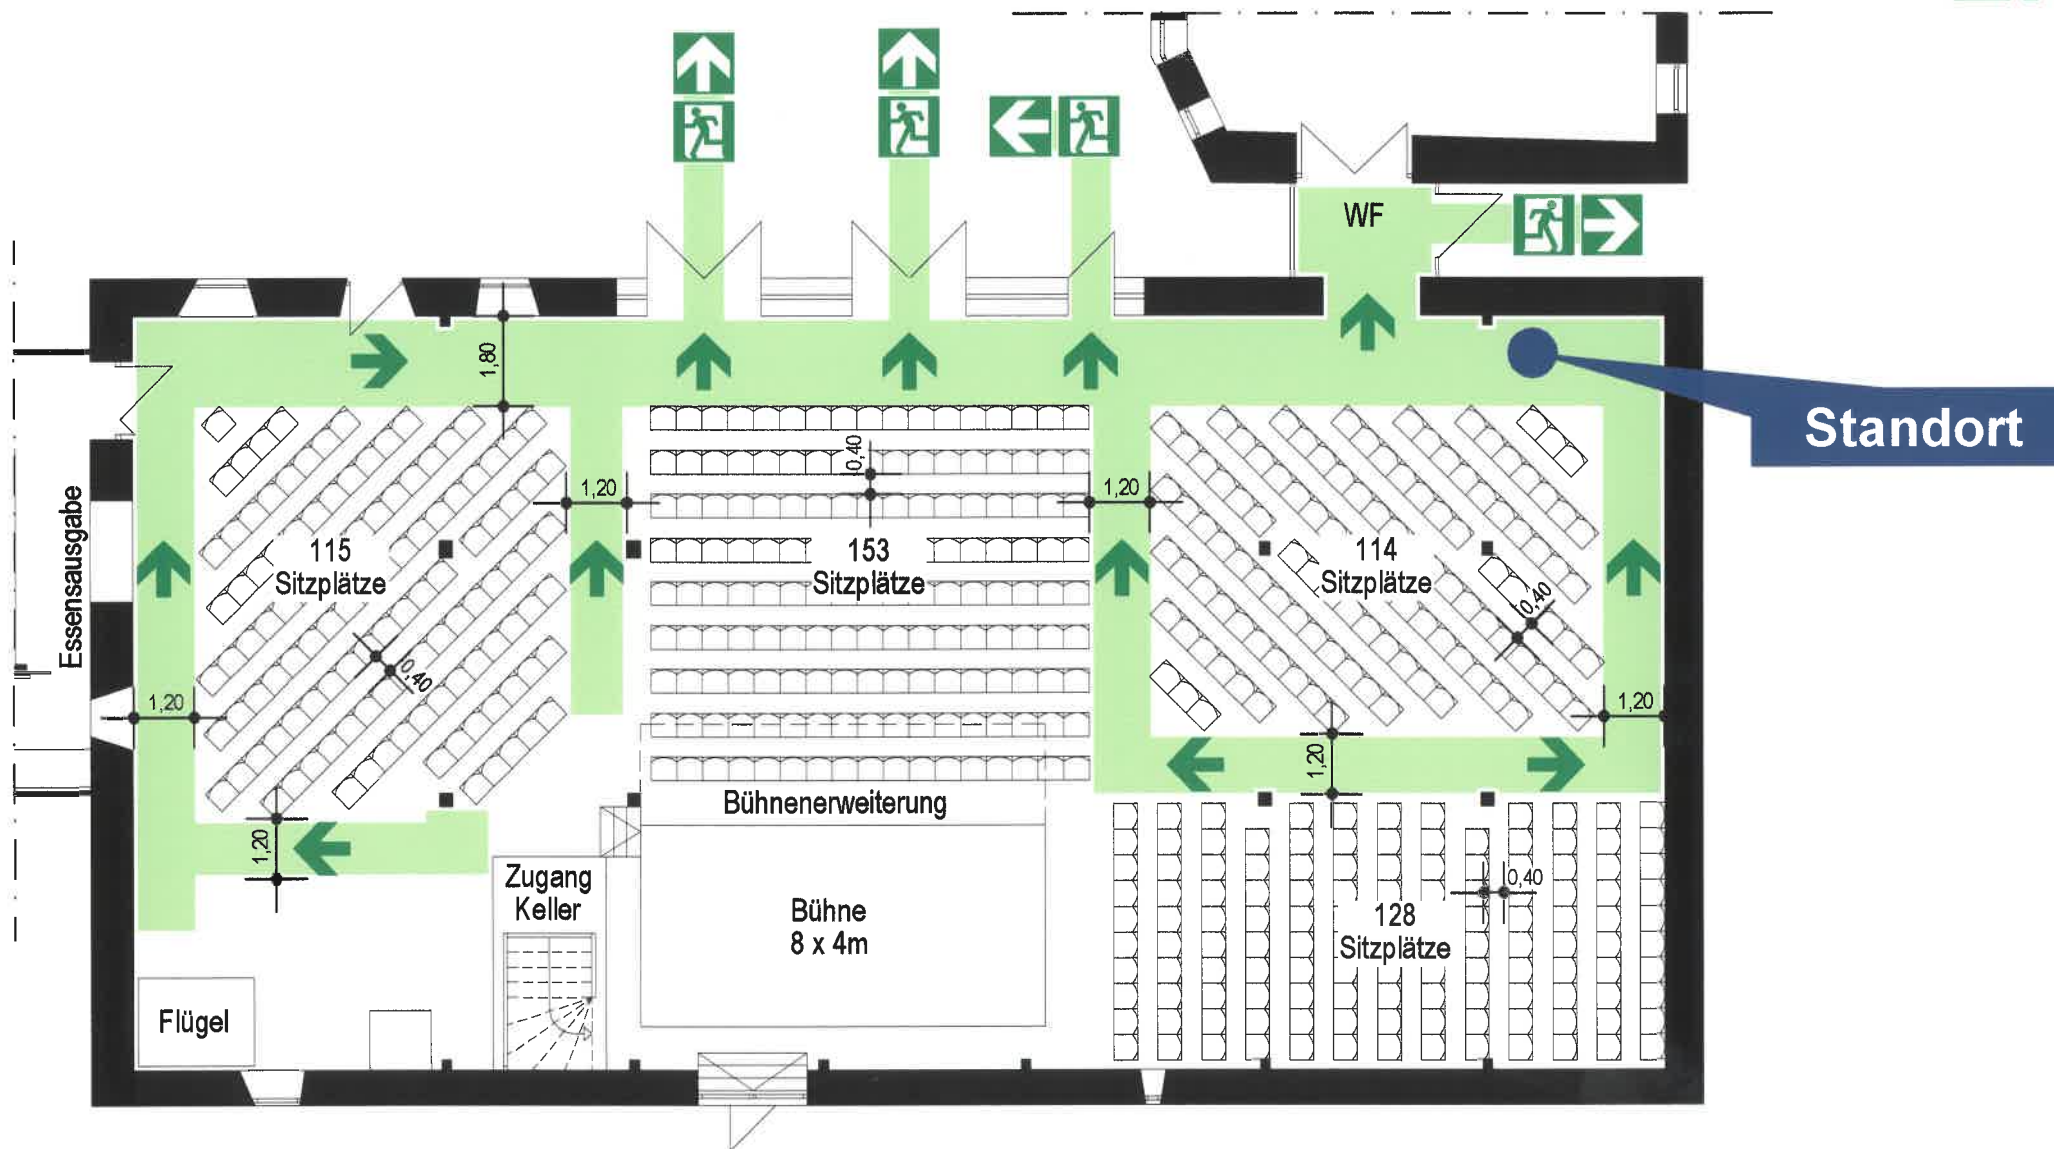 WF
1,80
Standort
0,40
1,20
1,20
115
Sitzplätze
153
Sitzplätze
114
Sitzplätze
Essensausgabe
0,40
0,40
1,20
1,20
1,20
1,20
Bühnenerweiterung
Zugang
Keller
Bühne
8 x 4m
0,40
128
Sitzplätze
Flügel